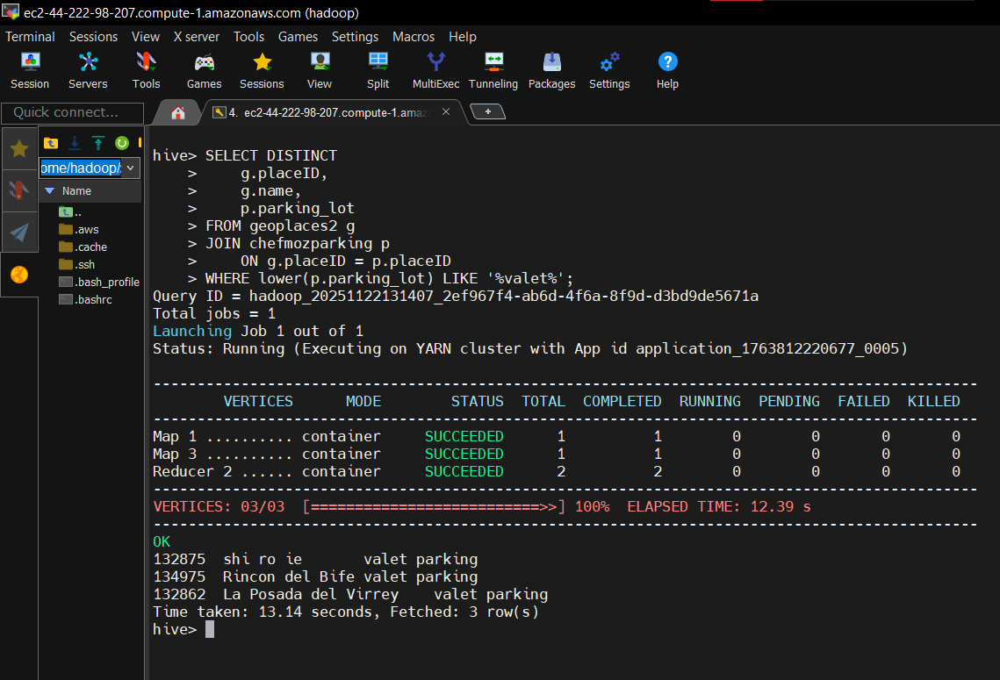 ec2-44-222-98-207.compute-1.amazonaws.com (hadoop)
Terminal Sessions View X server Tools Games Settings Macros Help
Session Servers Tools Games Sessions View Split MultiExec Tunneling Packages Settings Help
Quick connect...
4. ec2-44-222-98-207.compute-1.amaz
ome/hadoop/
Name
..
.aws
.cache
.ssh
.bash_profile
.bashrc
hive> SELECT DISTINCT
    >     g.placeID,
    >     g.name,
    >     p.parking_lot
    > FROM geoplaces2 g
    > JOIN chefmozparking p
    >     ON g.placeID = p.placeID
    > WHERE lower(p.parking_lot) LIKE '%valet%';
Query ID = hadoop_20251122131407_2ef967f4-ab6d-4f6a-8f9d-d3bd9de5671a
Total jobs = 1
Launching Job 1 out of 1
Status: Running (Executing on YARN cluster with App id application_1763812220677_0005)
----------------------------------------------------------------------------------------------
        VERTICES      MODE        STATUS  TOTAL  COMPLETED  RUNNING  PENDING  FAILED  KILLED
----------------------------------------------------------------------------------------------
Map 1 .......... container     SUCCEEDED      1          1        0        0       0       0
Map 3 .......... container     SUCCEEDED      1          1        0        0       0       0
Reducer 2 ...... container     SUCCEEDED      2          2        0        0       0       0
----------------------------------------------------------------------------------------------
VERTICES: 03/03  [==========================>>] 100%  ELAPSED TIME: 12.39 s
----------------------------------------------------------------------------------------------
OK
132875  shi ro ie       valet parking
134975  Rincon del Bife valet parking
132862  La Posada del Virrey    valet parking
Time taken: 13.14 seconds, Fetched: 3 row(s)
hive>